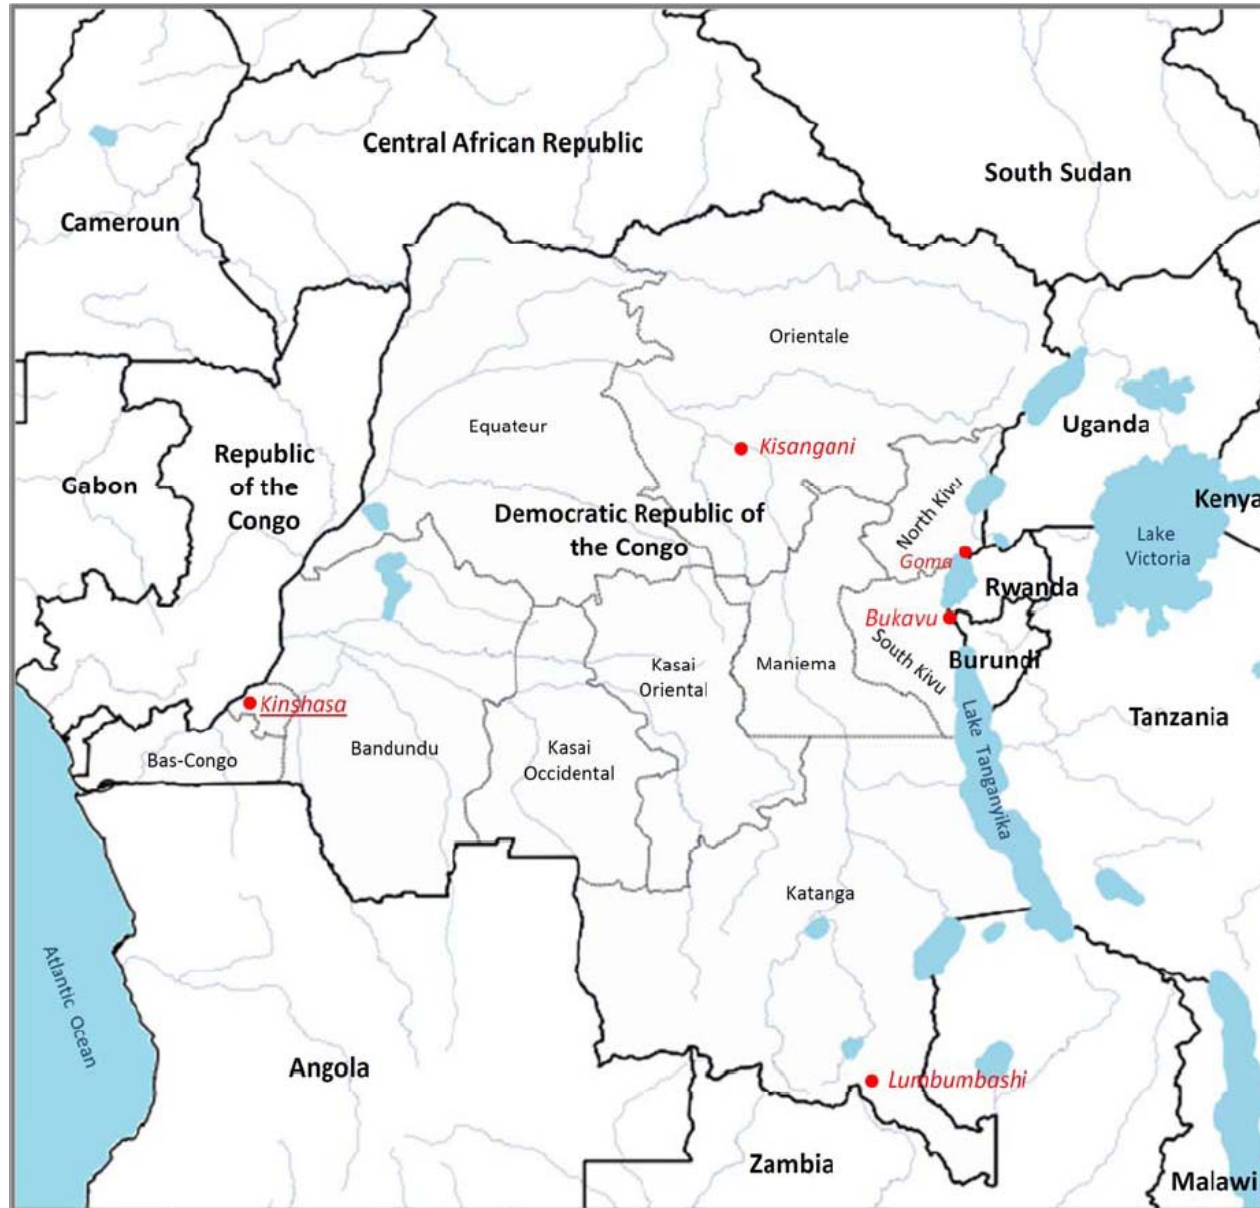 Central African Republic
South Sudan
Cameroun
Orientale
Equateur
Uganda
Kisangani
Republic
of the
Congo
Gabon
Kenya
North Kivu
Democratic Republic of
the Congo
Lake
Victoria
Goma
Rwanda
Bukavu
South Kivu
Burundi
Kasai
Oriental
Maniema
Kinshasa
Tanzania
Lake Tanganyika
Bas-Congo
Bandundu
Kasai
Occidental
Katanga
Atlantic Ocean
Angola
Lumbumbashi
Zambia
Malawi